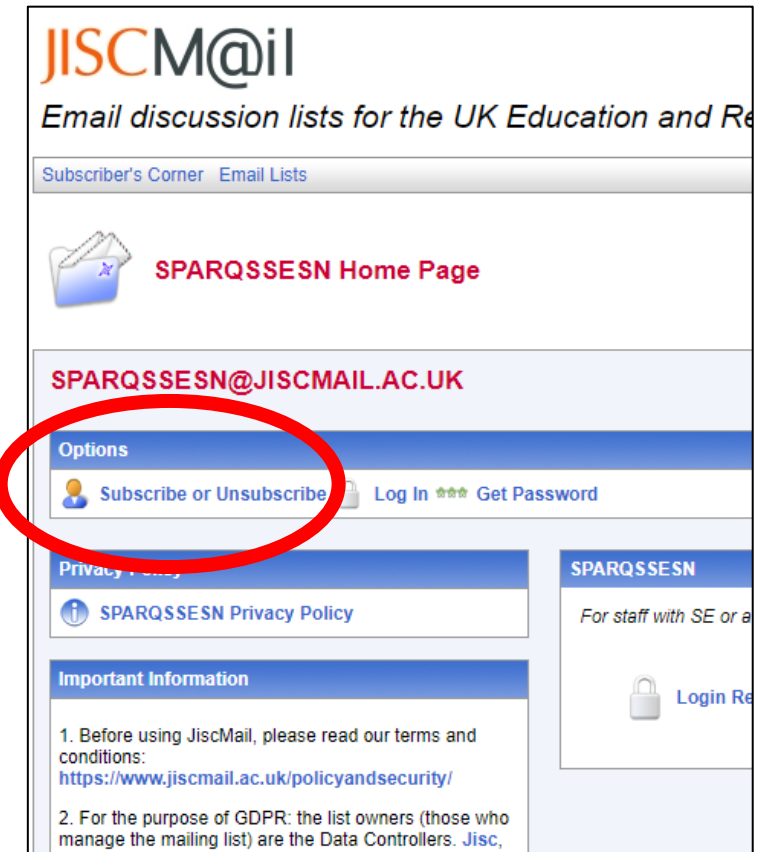 JISCM@il
Email discussion lists for the UK Education and Re
Subscriber's Corner Email Lists
SPARQSSESN Home Page
SPARQSSESN@JISCMAIL.AC.UK
Options
Subscribe or Unsubscribe Log In *** Get Password
Privacy Policy
SPARQSSESN Privacy Policy
Important Information
1. Before using JiscMail, please read our terms and
conditions:
https://www.jiscmail.ac.uk/policyandsecurity/
2. For the purpose of GDPR: the list owners (those who
manage the mailing list) are the Data Controllers. Jisc,
SPARQSSESN
For staff with SE or a
Login Re